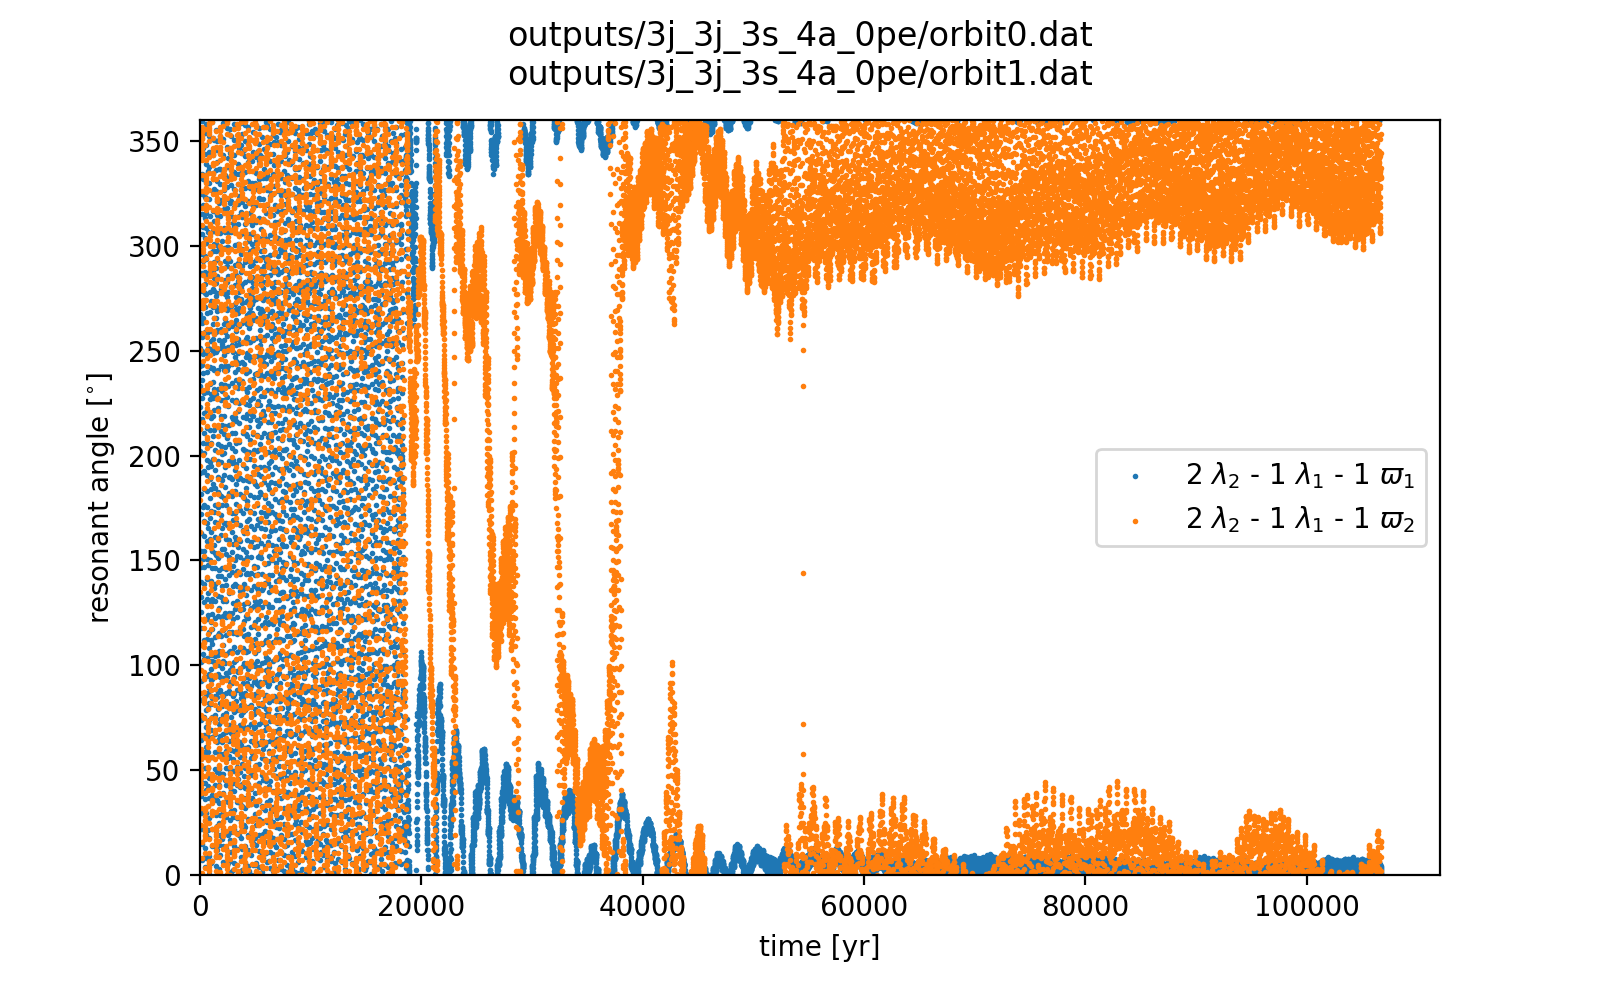 outputs/3j_3j_3s_4a_0pe/orbit0.dat
outputs/3j_3j_3s_4a_0pe/orbit1.dat
350
300
250
200
150
100
50
0
resonant angle [°]
2 λ₂ - 1 λ₁ - 1 ϖ₁
2 λ₂ - 1 λ₁ - 1 ϖ₂
0 20000 40000 60000 80000 100000
time [yr]